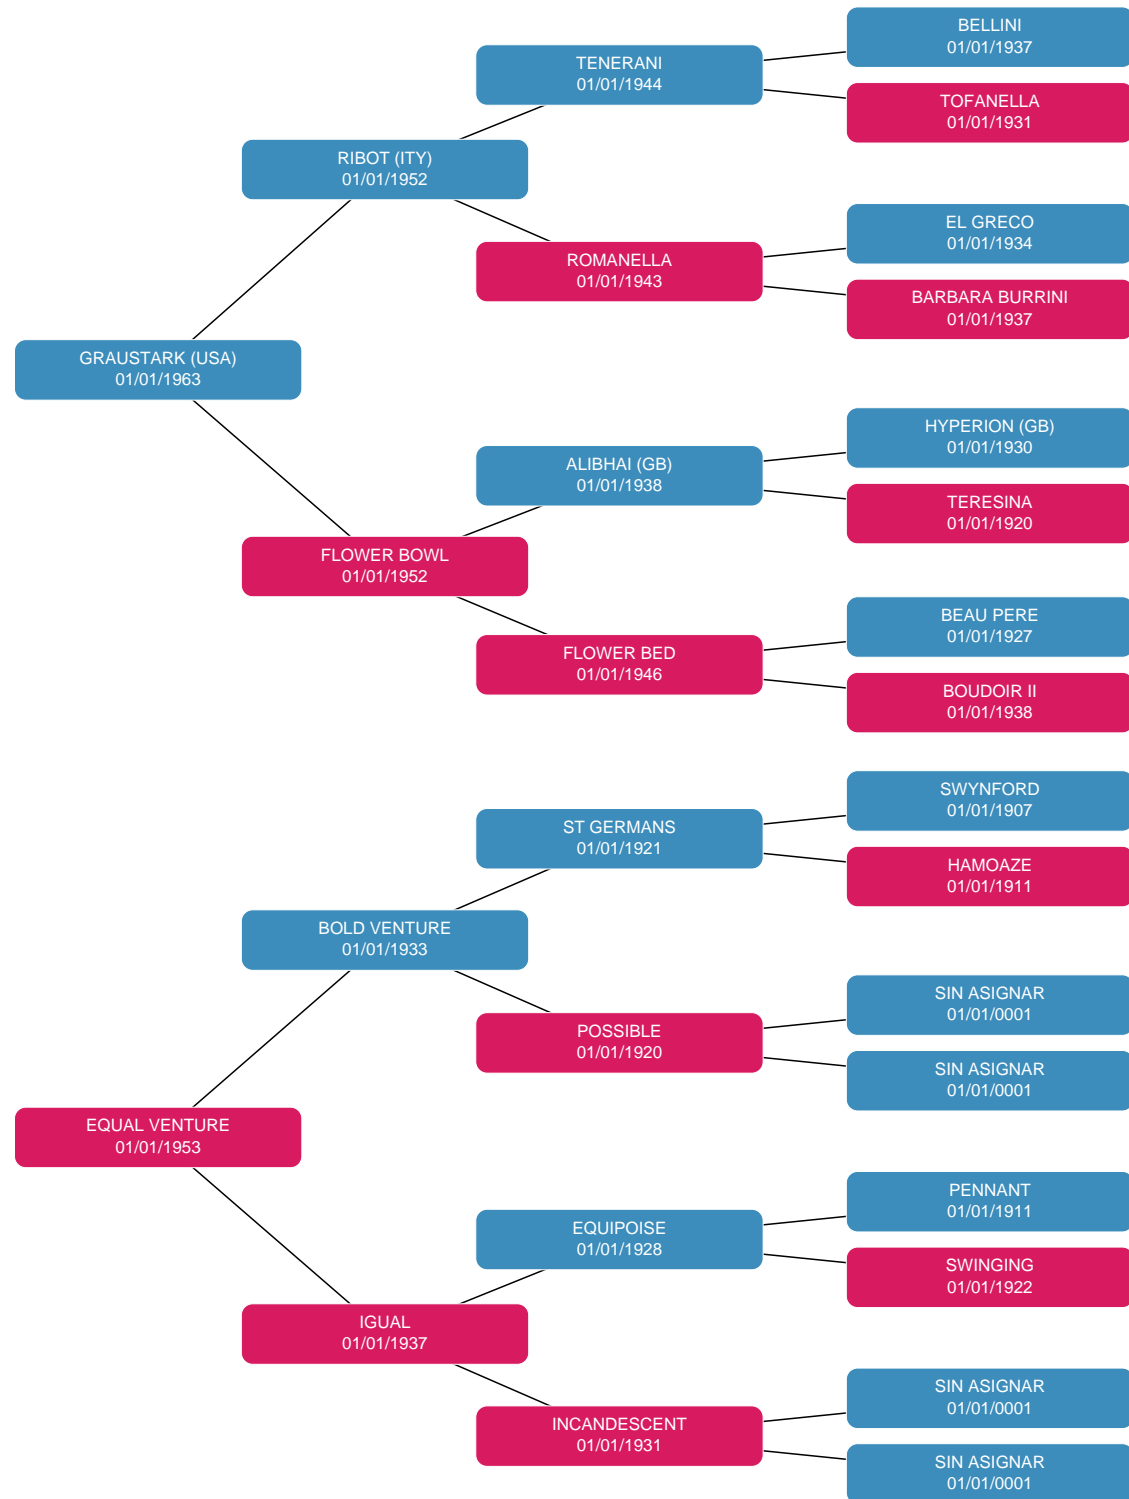 BELLINI
01/01/1937
TENERANI
01/01/1944
TOFANELLA
01/01/1931
RIBOT (ITY)
01/01/1952
EL GRECO
01/01/1934
ROMANELLA
01/01/1943
BARBARA BURRINI
01/01/1937
GRAUSTARK (USA)
01/01/1963
HYPERION (GB)
01/01/1930
ALIBHAI (GB)
01/01/1938
TERESINA
01/01/1920
FLOWER BOWL
01/01/1952
BEAU PERE
01/01/1927
FLOWER BED
01/01/1946
BOUDOIR II
01/01/1938
SWYNFORD
01/01/1907
ST GERMANS
01/01/1921
HAMOAZE
01/01/1911
BOLD VENTURE
01/01/1933
SIN ASIGNAR
01/01/0001
POSSIBLE
01/01/1920
SIN ASIGNAR
01/01/0001
EQUAL VENTURE
01/01/1953
PENNANT
01/01/1911
EQUIPOISE
01/01/1928
SWINGING
01/01/1922
IGUAL
01/01/1937
SIN ASIGNAR
01/01/0001
INCANDESCENT
01/01/1931
SIN ASIGNAR
01/01/0001